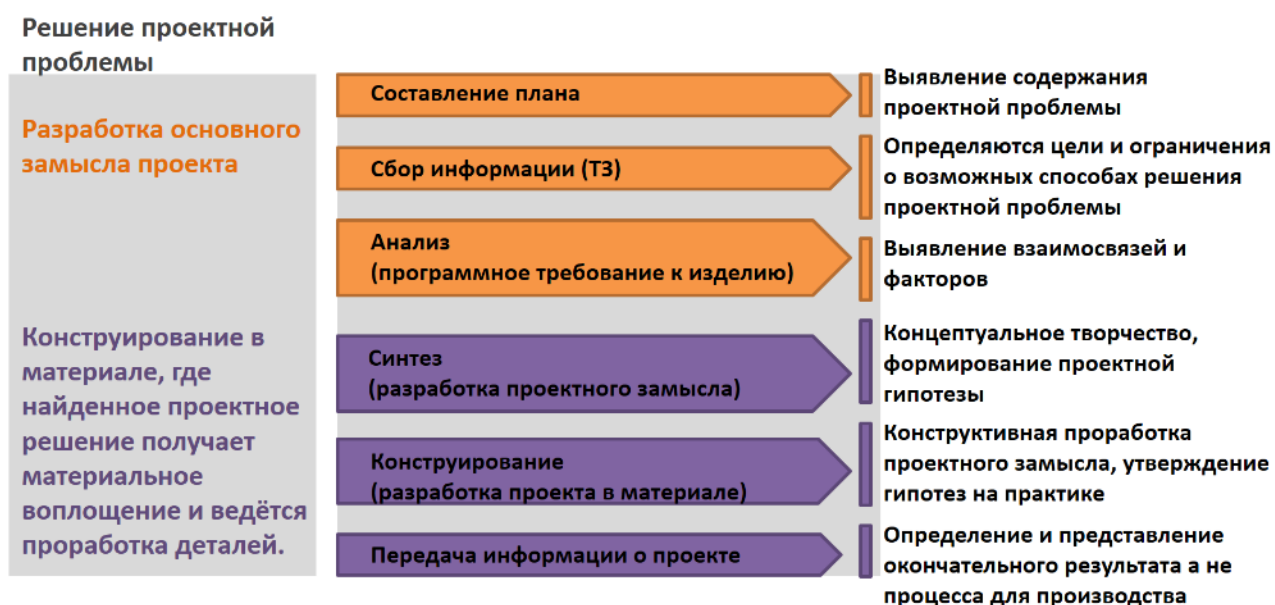 Решение проектной
проблемы
Разработка основного
замысла проекта
Конструирование в
материале, где
найденное проектное
решение получает
материальное
воплощение и ведётся
проработка деталей.
Составление плана
Выявление содержания
проектной проблемы
Сбор информации (ТЗ)
Определяются цели и ограничения
о возможных способах решения
проектной проблемы
Анализ
(программное требование к изделию)
Выявление взаимосвязей и
факторов
Синтез
(разработка проектного замысла)
Концептуальное творчество,
формирование проектной
гипотезы
Конструирование
(разработка проекта в материале)
Конструктивная проработка
проектного замысла, утверждение
гипотез на практике
Передача информации о проекте
Определение и представление
окончательного результата а не
процесса для производства